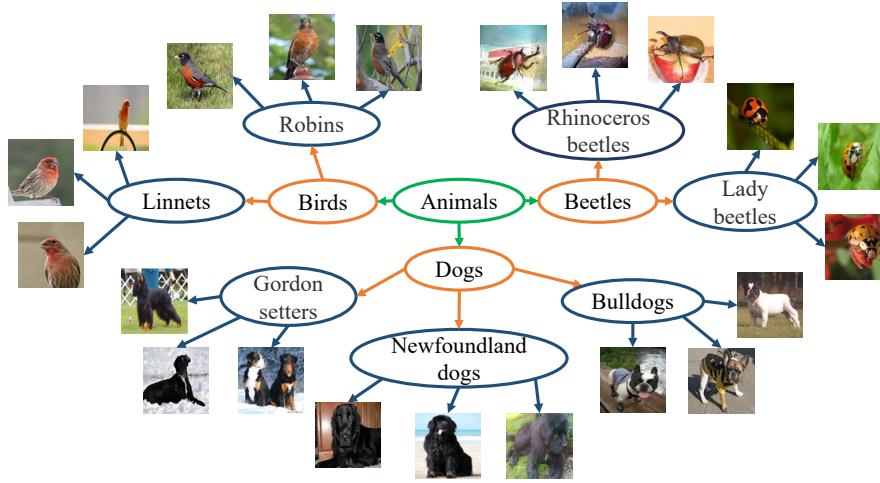 Robins
Rhinoceros
beetles
Linnets
Birds
Animals
Beetles
Lady
beetles
Dogs
Gordon
setters
Bulldogs
Newfoundland
dogs